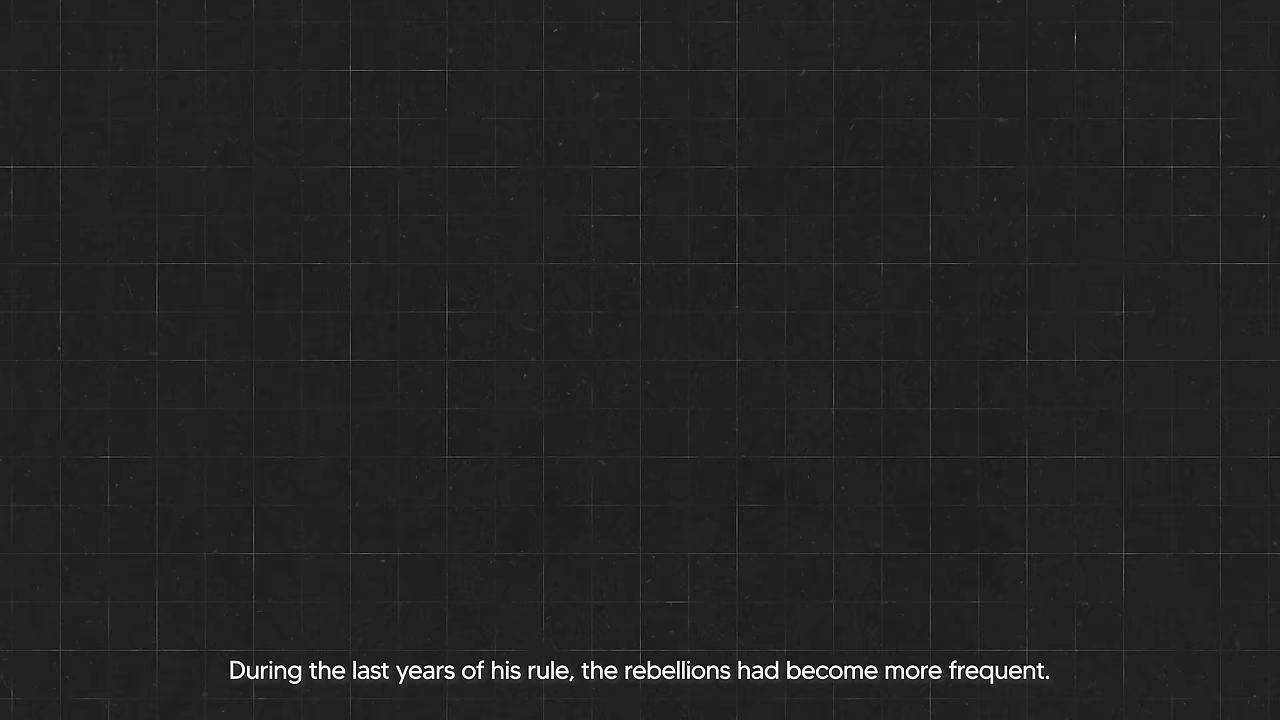 During the last years of his rule, the rebellions had become more frequent.